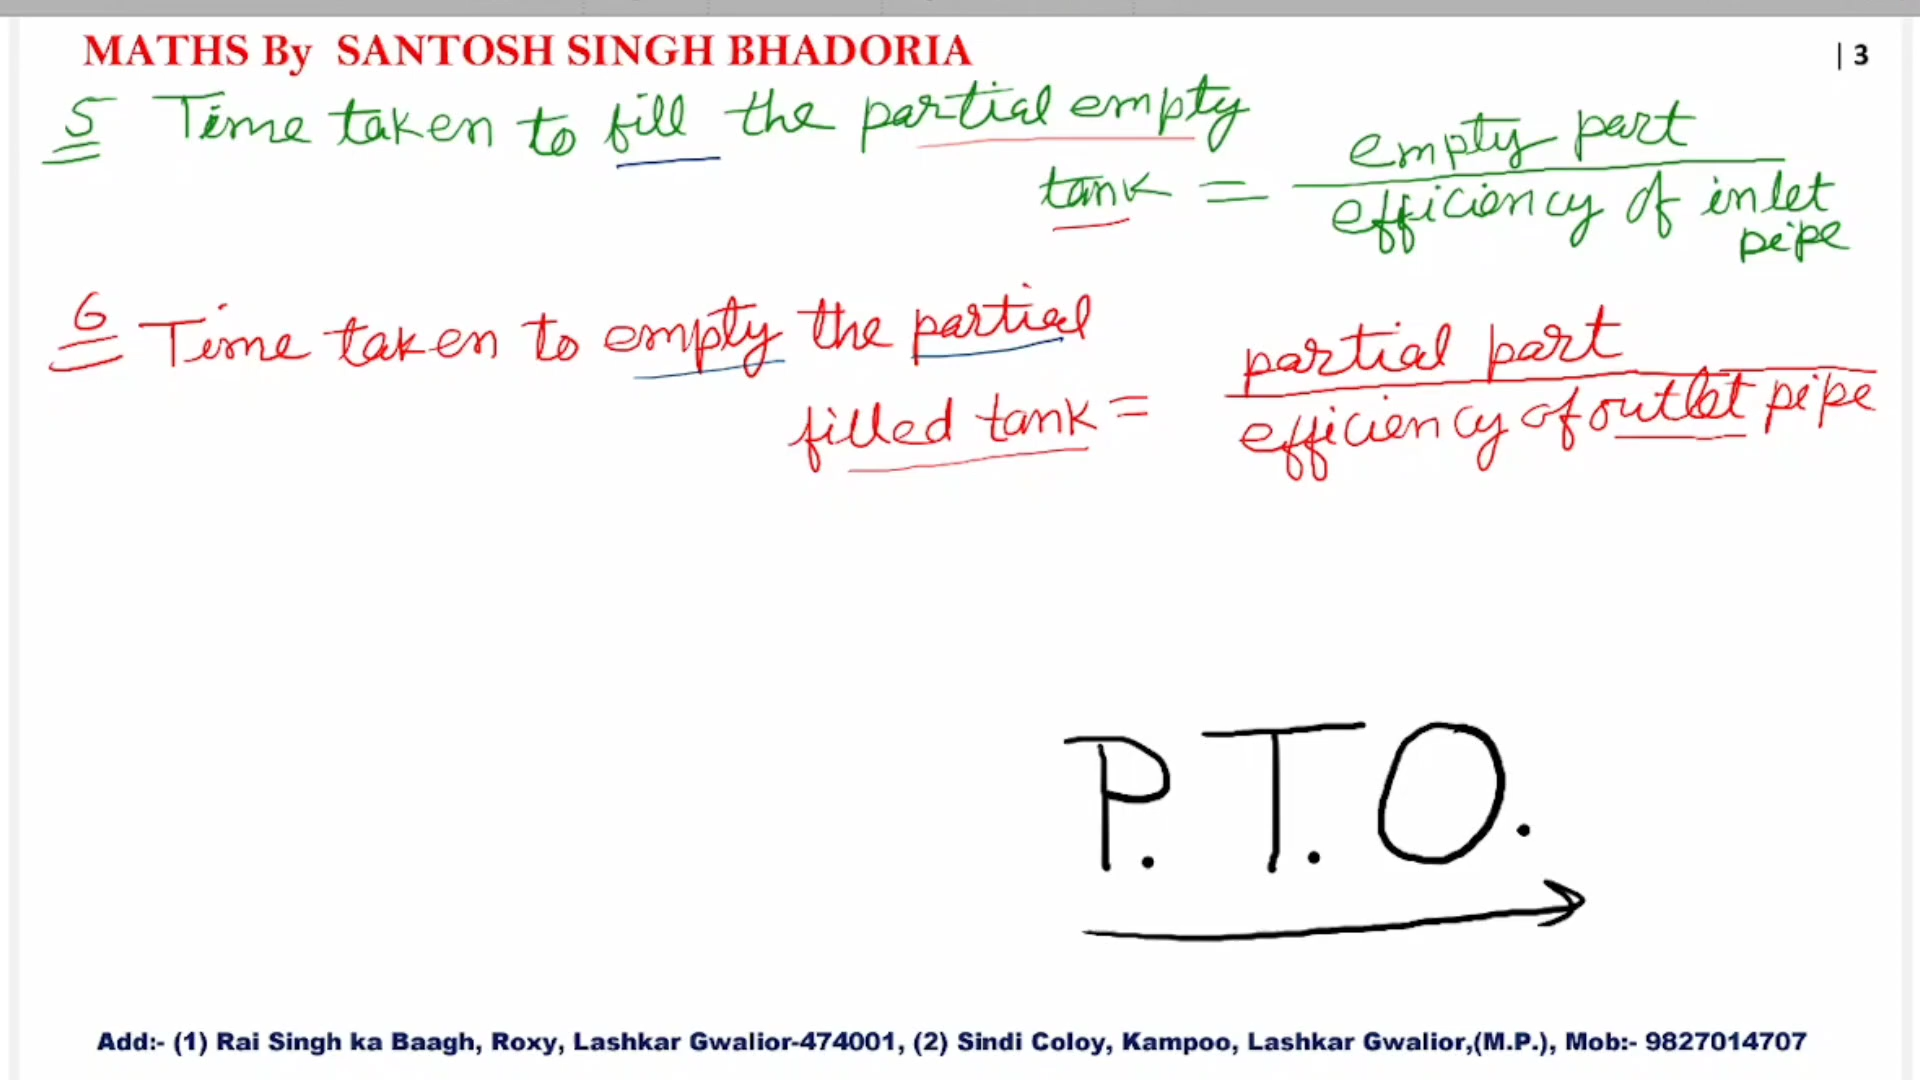 MATHS By SANTOSH SINGH BHADORIA
| 3
5 Time taken to fill the partial empty
tank = empty part
efficiency of inlet
pipe
6 Time taken to empty the partial
filled tank = partial part
efficiency of outlet pipe
P.T.O.
Add:- (1) Rai Singh ka Baagh, Roxy, Lashkar Gwalior-474001, (2) Sindi Coloy, Kampoo, Lashkar Gwalior,(M.P.), Mob:- 9827014707